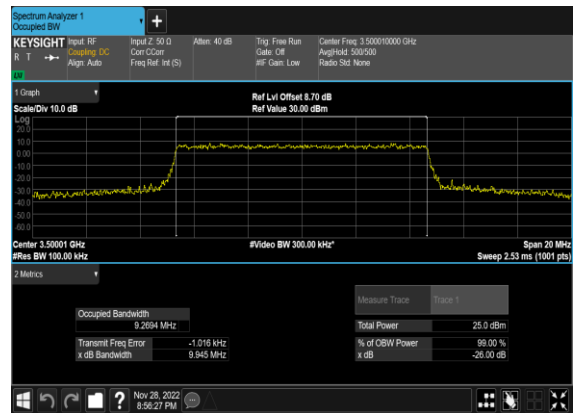 Spectrum Analyzer 1
Occupied BW
KEYSIGHT
R T
LW
Input: RF
Coupling: DC
Align: Auto
Input Z: 50 Ω
Corr CCorr
Freq Ref: Int (S)
Atten: 40 dB
Trig: Free Run
Gate: Off
#IF Gain: Low
Center Freq: 3.500010000 GHz
Avg|Hold: 500/500
Radio Std: None
1 Graph
Scale/Div 10.0 dB
Ref Lvl Offset 8.70 dB
Ref Value 30.00 dBm
Log
20.0
10.0
0.00
-10.0
-20.0
-30.0
-40.0
-50.0
-60.0
Center 3.50001 GHz
#Video BW 300.00 kHz*
Span 20 MHz
#Res BW 100.00 kHz
Sweep 2.53 ms (1001 pts)
2 Metrics
Measure Trace Trace 1
Occupied Bandwidth
9.2694 MHz
Total Power 25.0 dBm
Transmit Freq Error -1.016 kHz
% of OBW Power 99.00 %
x dB Bandwidth 9.945 MHz
x dB -26.00 dB
?
Nov 28, 2022
8:56:27 PM